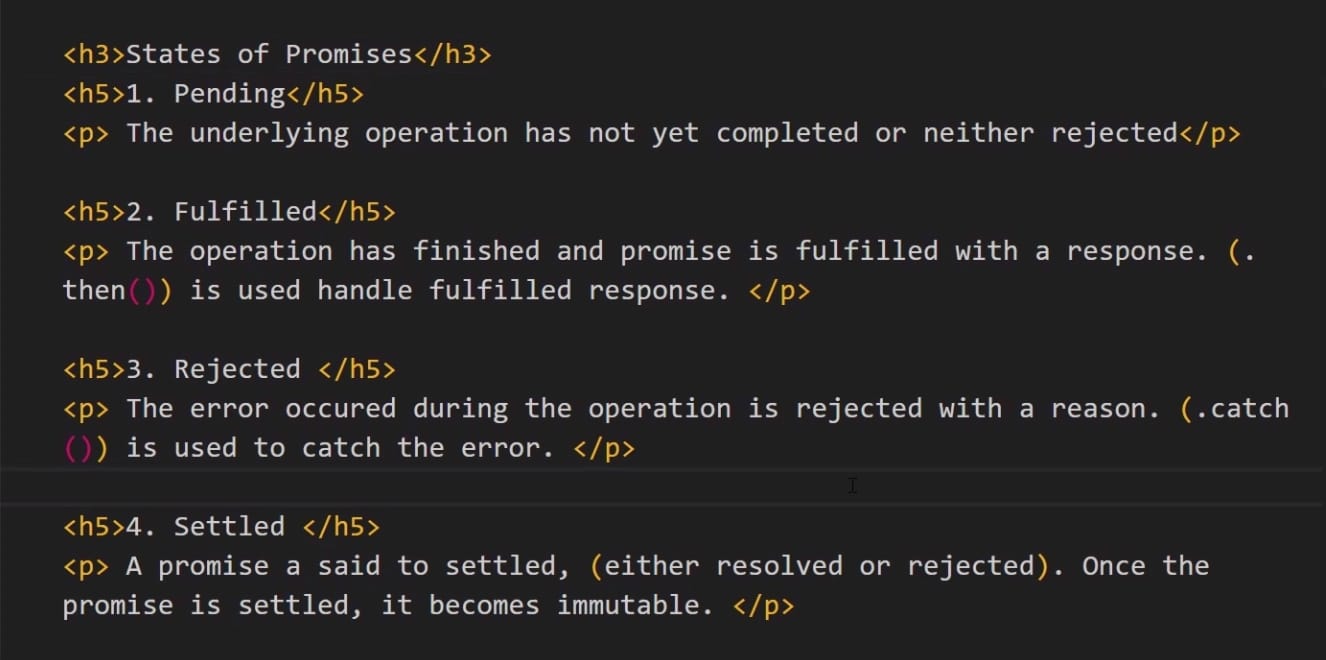 <h3>States of Promises</h3>
<h5>1. Pending</h5>
<p> The underlying operation has not yet completed or neither rejected</p>
<h5>2. Fulfilled</h5>
<p> The operation has finished and promise is fulfilled with a response. (.
then()) is used handle fulfilled response. </p>
<h5>3. Rejected </h5>
<p> The error occured during the operation is rejected with a reason. (.catch
()) is used to catch the error. </p>
<h5>4. Settled </h5>
<p> A promise a said to settled, (either resolved or rejected). Once the
promise is settled, it becomes immutable. </p>